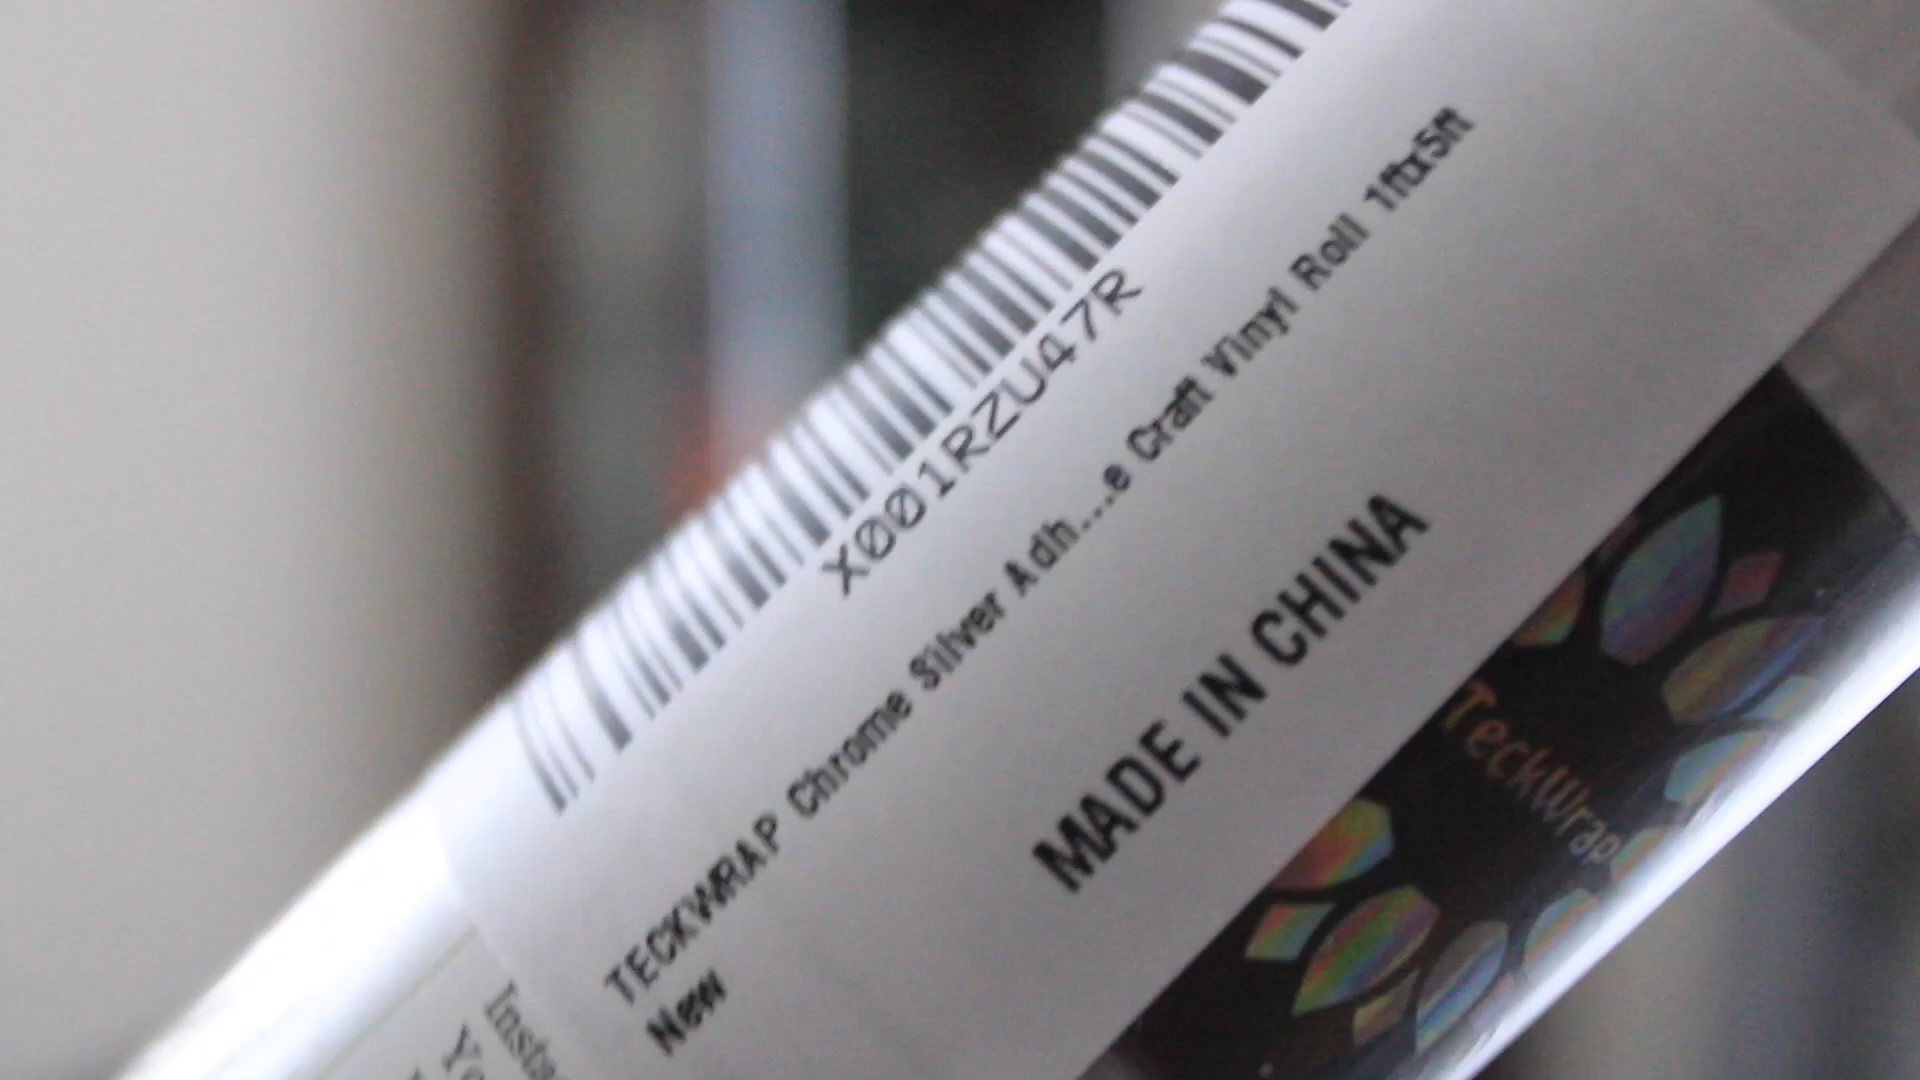 X001RZU47R
TECKWRAP Chrome Silver Adh...e Craft Vinyl Roll 1ftx5ft
New
MADE IN CHINA
TeckWrap